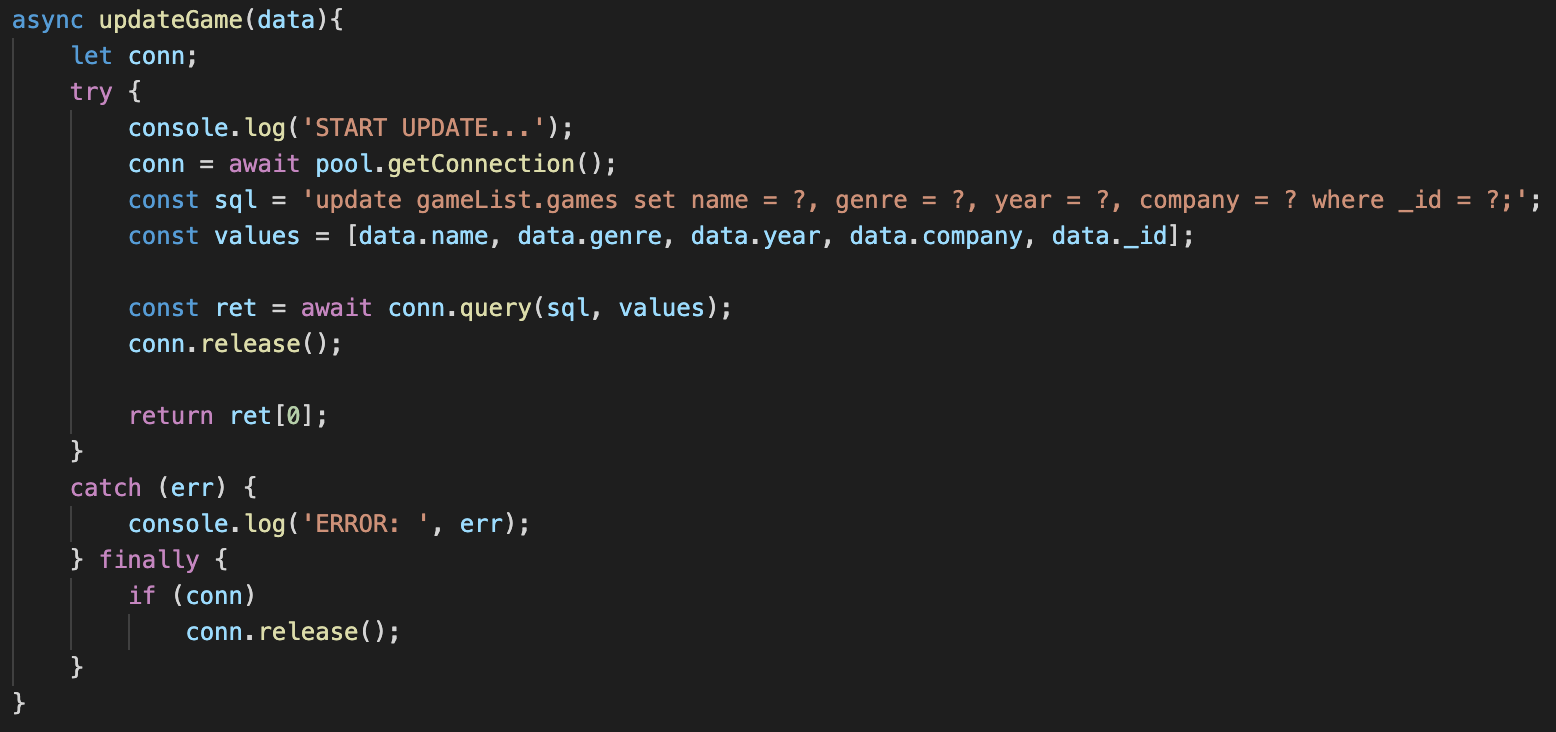 async updateGame(data){
    let conn;
    try {
        console.log('START UPDATE...');
        conn = await pool.getConnection();
        const sql = 'update gameList.games set name = ?, genre = ?, year = ?, company = ? where _id = ?;';
        const values = [data.name, data.genre, data.year, data.company, data._id];

        const ret = await conn.query(sql, values);
        conn.release();

        return ret[0];
    }
    catch (err) {
        console.log('ERROR: ', err);
    } finally {
        if (conn)
            conn.release();
    }
}